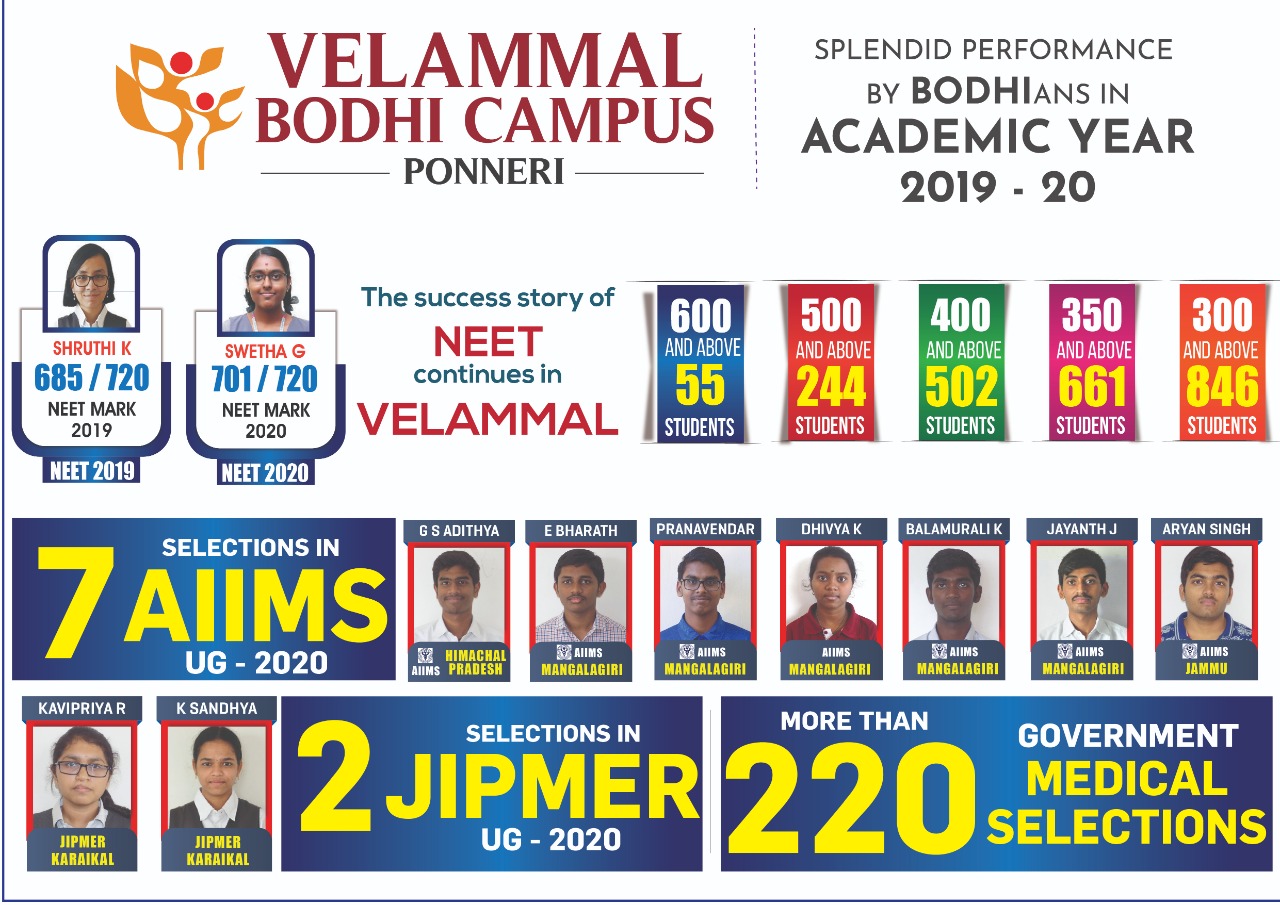 VELAMMAL
BODHI CAMPUS
PONNERI
SPLENDID PERFORMANCE
BY BODHIANS IN
ACADEMIC YEAR
2019 - 20
SHRUTHI K
685 / 720
NEET MARK
2019
NEET 2019
SWETHA G
701 / 720
NEET MARK
2020
NEET 2020
The success story of
NEET
continues in
VELAMMAL
600
AND ABOVE
55
STUDENTS
500
AND ABOVE
244
STUDENTS
400
AND ABOVE
502
STUDENTS
350
AND ABOVE
661
STUDENTS
300
AND ABOVE
846
STUDENTS
7
SELECTIONS IN
AIIMS
UG - 2020
G S ADITHYA
AIIMS
HIMACHAL
PRADESH
E BHARATH
AIIMS
MANGALAGIRI
PRANAVENDAR
AIIMS
MANGALAGIRI
DHIVYA K
AIIMS
MANGALAGIRI
BALAMURALI K
AIIMS
MANGALAGIRI
JAYANTH J
AIIMS
MANGALAGIRI
ARYAN SINGH
AIIMS
JAMMU
KAVIPRIYA R
JIPMER
KARAIKAL
K SANDHYA
JIPMER
KARAIKAL
2
SELECTIONS IN
JIPMER
UG - 2020
MORE THAN
220
GOVERNMENT
MEDICAL
SELECTIONS